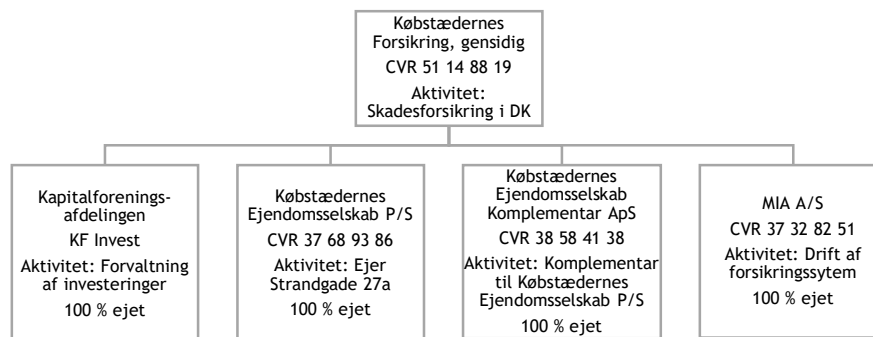 Købstædernes
Forsikring, gensidig
CVR 51 14 88 19
Aktivitet:
Skadesforsikring i DK
Kapitalforenings-
afdelingen
KF Invest
Aktivitet: Forvaltning
af investeringer
100 % ejet
Købstædernes
Ejendomsselskab P/S
CVR 37 68 93 86
Aktivitet: Ejer
Strandgade 27a
100 % ejet
Købstædernes
Ejendomsselskab
Komplementar ApS
CVR 38 58 41 38
Aktivitet: Komplementar
til Købstædernes
Ejendomsselskab P/S
100 % ejet
MIA A/S
CVR 37 32 82 51
Aktivitet: Drift af
forsikringssytem
100 % ejet